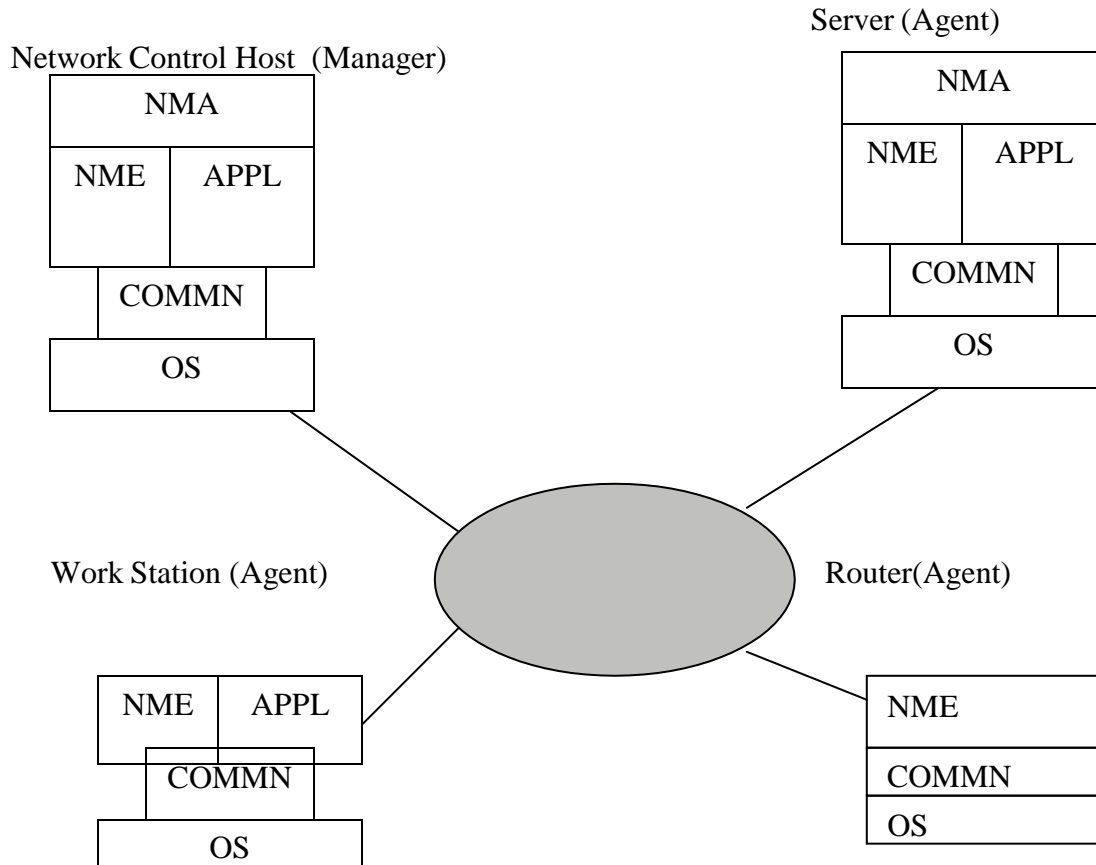 Server (Agent)
Network Control Host (Manager)
NMA
NME APPL
COMMN
OS
NMA
NME APPL
COMMN
OS
Work Station (Agent)
Router(Agent)
NME APPL
COMMN
OS
NME
COMMN
OS